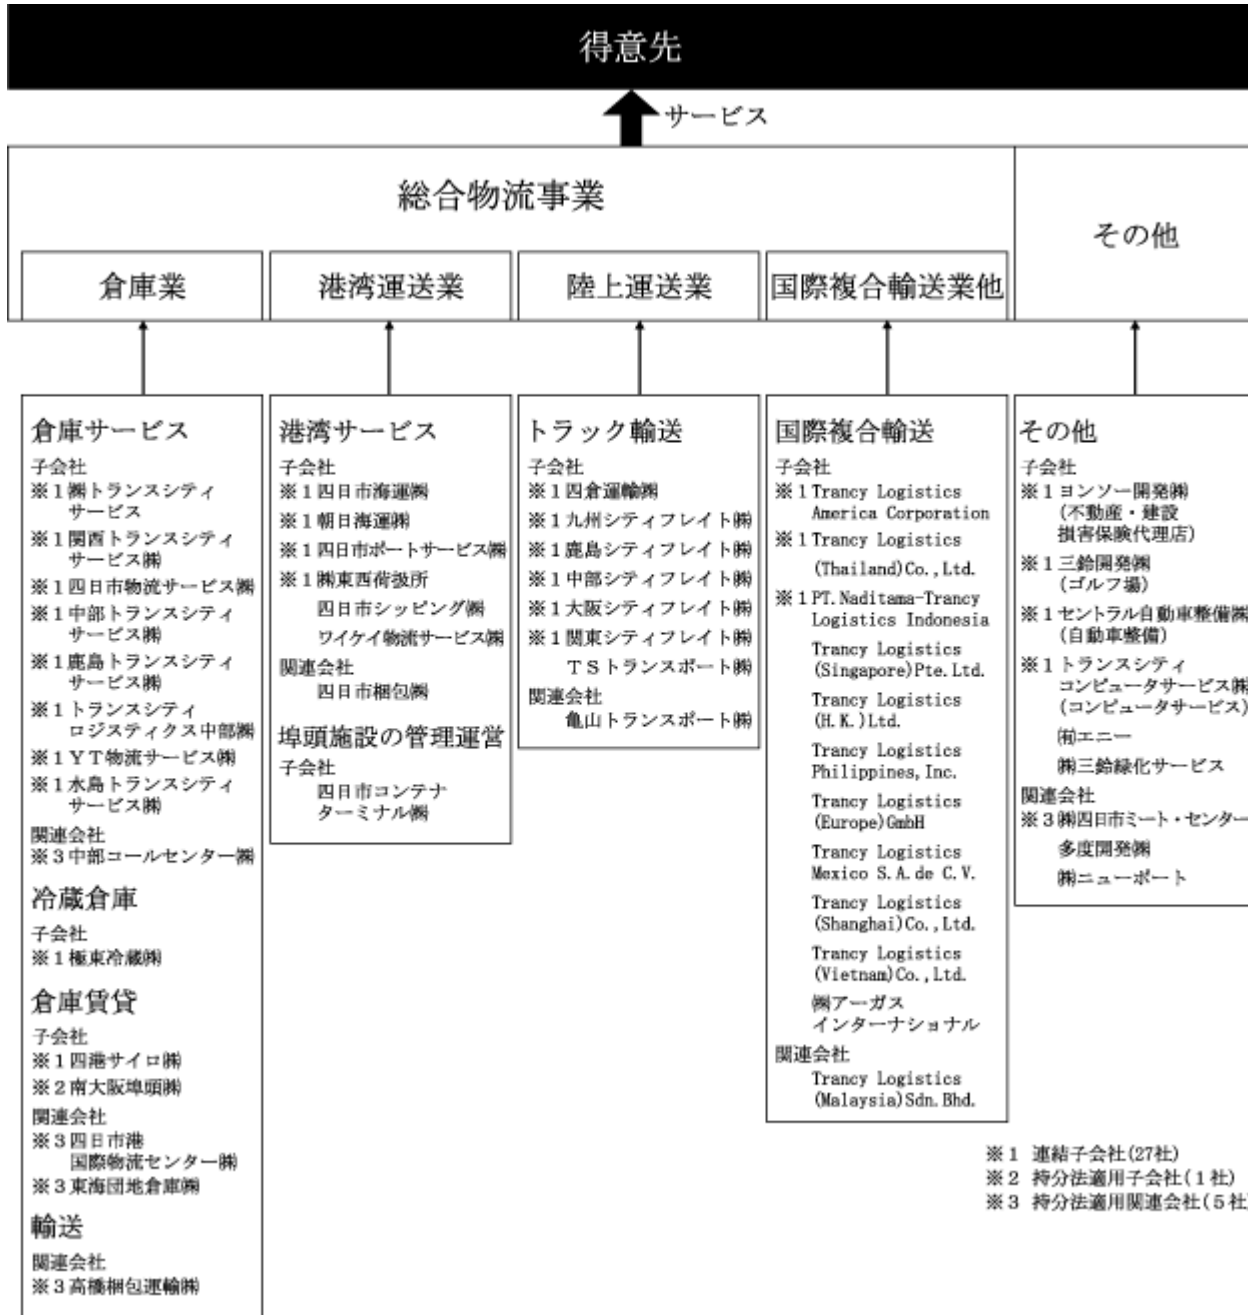 得意先
サービス
総合物流事業
その他
倉庫業
港湾運送業
陸上運送業
国際複合輸送業他
倉庫サービス
子会社
※1㈱トランスシティ
サービス
※1関西トランスシティ
サービス㈱
※1四日市物流サービス㈱
※1中部トランスシティ
サービス㈱
※1鹿島トランスシティ
サービス㈱
※1トランスシティ
ロジスティクス中部㈱
※1YT物流サービス㈱
※1水島トランスシティ
サービス㈱
関連会社
※3中部コールセンター㈱
冷蔵倉庫
子会社
※1極東冷蔵㈱
倉庫賃貸
子会社
※1四港サイロ㈱
※2南大阪埠頭㈱
関連会社
※3四日市港
国際物流センター㈱
※3東海団地倉庫㈱
輸送
関連会社
※3高橋梱包運輸㈱
港湾サービス
子会社
※1四日市海運㈱
※1朝日海運㈱
※1四日市ポートサービス㈱
※1㈱東西荷扱所
四日市シッピング㈱
ワイケイ物流サービス㈱
関連会社
四日市梱包㈱
埠頭施設の管理運営
子会社
四日市コンテナ
ターミナル㈱
トラック輸送
子会社
※1四倉運輸㈱
※1九州シティフレイト㈱
※1鹿島シティフレイト㈱
※1中部シティフレイト㈱
※1大阪シティフレイト㈱
※1関東シティフレイト㈱
TSトランスポート㈱
関連会社
亀山トランスポート㈱
国際複合輸送
子会社
※1Trancy Logistics
America Corporation
※1Trancy Logistics
(Thailand)Co.,Ltd.
※1PT.Naditama-Trancy
Logistics Indonesia
Trancy Logistics
(Singapore)Pte.Ltd.
Trancy Logistics
(H.K.)Ltd.
Trancy Logistics
Philippines,Inc.
Trancy Logistics
(Europe)GmbH
Trancy Logistics
Mexico S.A.de C.V.
Trancy Logistics
(Shanghai)Co.,Ltd.
Trancy Logistics
(Vietnam)Co.,Ltd.
㈱アーガス
インターナショナル
関連会社
Trancy Logistics
(Malaysia)Sdn.Bhd.
その他
子会社
※1ヨンソー開発㈱
(不動産・建設
損害保険代理店)
※1三鈴開発㈱
(ゴルフ場)
※1セントラル自動車整備㈱
(自動車整備)
※1トランスシティ
コンピュータサービス㈱
(コンピュータサービス)
㈲エニー
㈱三鈴緑化サービス
関連会社
※3㈱四日市ミート・センター
多度開発㈱
㈱ニューポート
※1 連結子会社(27社)
※2 持分法適用子会社(1社)
※3 持分法適用関連会社(5社)